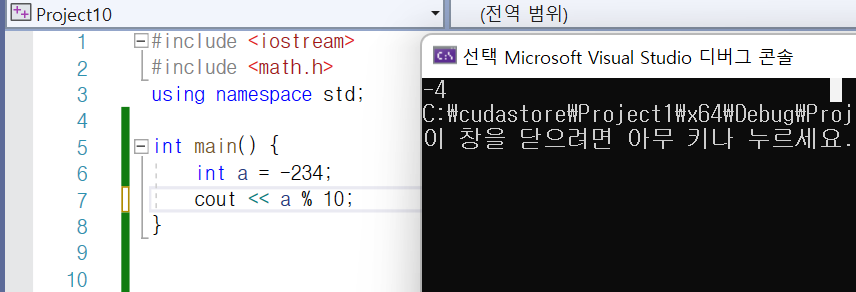 Project10
(전역 범위)
1 #include <iostream>
2 #include <math.h>
3 using namespace std;
4
5 int main() {
6 int a = -234;
7 cout << a % 10;
8 }
9
10
선택 Microsoft Visual Studio 디버그 콘솔
-4
C:\cudastore\Project1\x64\Debug\Proj
이 창을 닫으려면 아무 키나 누르세요.